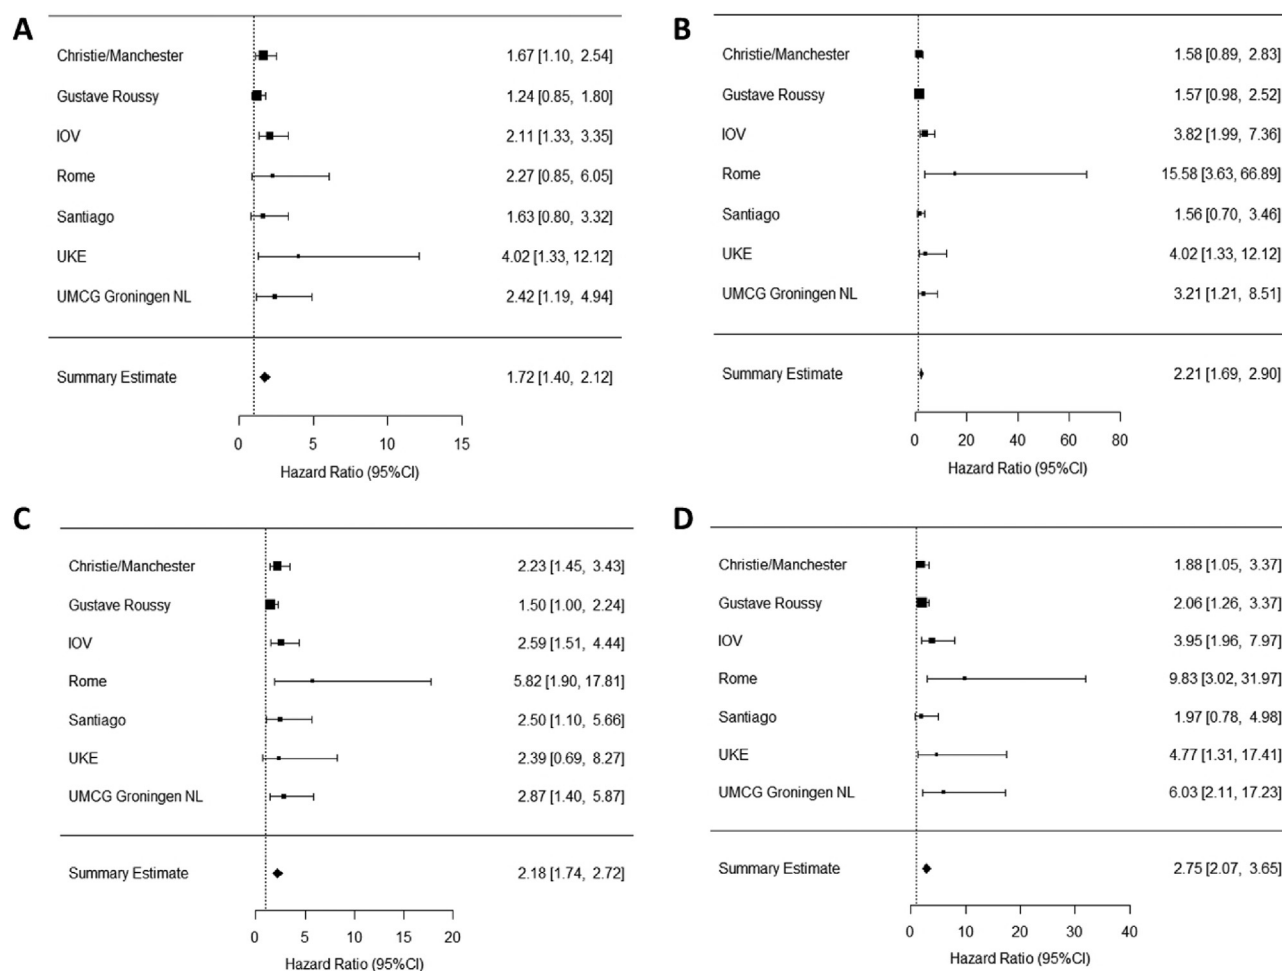 A
Christie/Manchester 1.67 [1.10, 2.54]
Gustave Roussy 1.24 [0.85, 1.80]
IOV 2.11 [1.33, 3.35]
Rome 2.27 [0.85, 6.05]
Santiago 1.63 [0.80, 3.32]
UKE 4.02 [1.33, 12.12]
UMCG Groningen NL 2.42 [1.19, 4.94]
Summary Estimate 1.72 [1.40, 2.12]
0 5 10 15
Hazard Ratio (95%CI)
B
Christie/Manchester 1.58 [0.89, 2.83]
Gustave Roussy 1.57 [0.98, 2.52]
IOV 3.82 [1.99, 7.36]
Rome 15.58 [3.63, 66.89]
Santiago 1.56 [0.70, 3.46]
UKE 4.02 [1.33, 12.12]
UMCG Groningen NL 3.21 [1.21, 8.51]
Summary Estimate 2.21 [1.69, 2.90]
0 20 40 60 80
Hazard Ratio (95%CI)
C
Christie/Manchester 2.23 [1.45, 3.43]
Gustave Roussy 1.50 [1.00, 2.24]
IOV 2.59 [1.51, 4.44]
Rome 5.82 [1.90, 17.81]
Santiago 2.50 [1.10, 5.66]
UKE 2.39 [0.69, 8.27]
UMCG Groningen NL 2.87 [1.40, 5.87]
Summary Estimate 2.18 [1.74, 2.72]
0 5 10 15 20
Hazard Ratio (95%CI)
D
Christie/Manchester 1.88 [1.05, 3.37]
Gustave Roussy 2.06 [1.26, 3.37]
IOV 3.95 [1.96, 7.97]
Rome 9.83 [3.02, 31.97]
Santiago 1.97 [0.78, 4.98]
UKE 4.77 [1.31, 17.41]
UMCG Groningen NL 6.03 [2.11, 17.23]
Summary Estimate 2.75 [2.07, 3.65]
0 10 20 30 40
Hazard Ratio (95%CI)